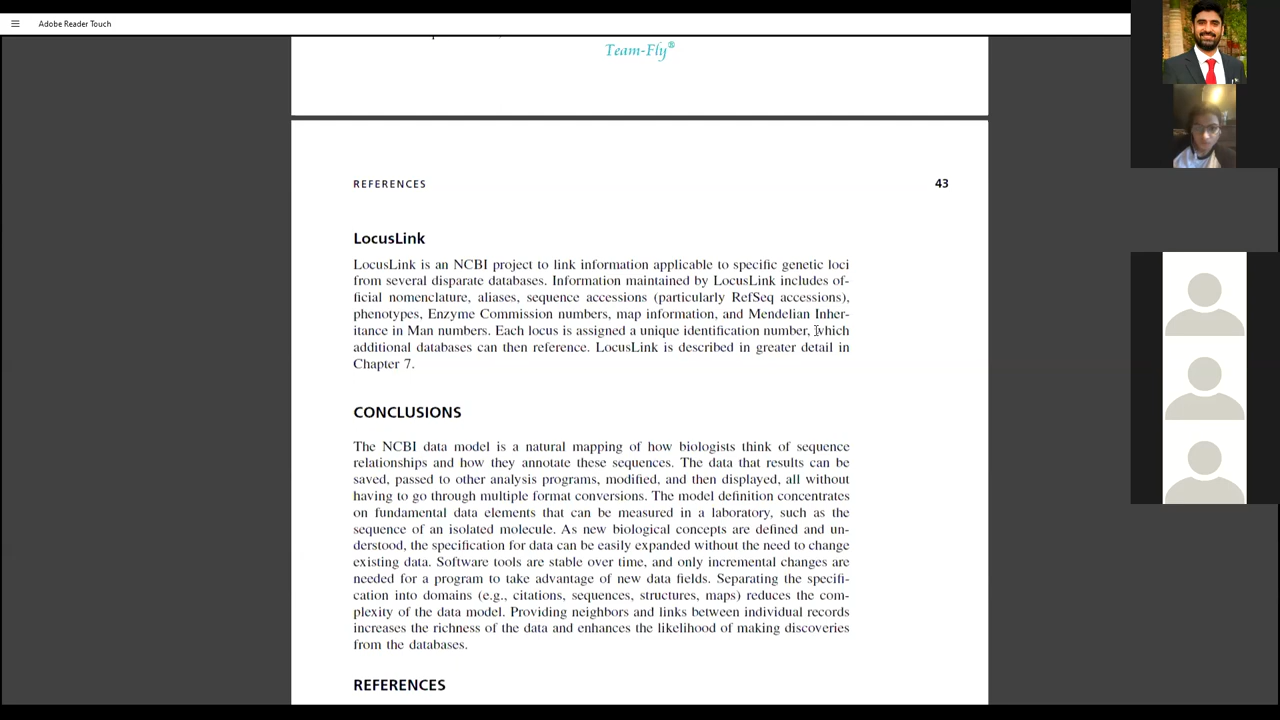 Adobe Reader Touch
Team-Fly®
REFERENCES
43
LocusLink
LocusLink is an NCBI project to link information applicable to specific genetic loci
from several disparate databases. Information maintained by LocusLink includes of-
ficial nomenclature, aliases, sequence accessions (particularly RefSeq accessions),
phenotypes, Enzyme Commission numbers, map information, and Mendelian Inher-
itance in Man numbers. Each locus is assigned a unique identification number, which
additional databases can then reference. LocusLink is described in greater detail in
Chapter 7.
CONCLUSIONS
The NCBI data model is a natural mapping of how biologists think of sequence
relationships and how they annotate these sequences. The data that results can be
saved, passed to other analysis programs, modified, and then displayed, all without
having to go through multiple format conversions. The model definition concentrates
on fundamental data elements that can be measured in a laboratory, such as the
sequence of an isolated molecule. As new biological concepts are defined and un-
derstood, the specification for data can be easily expanded without the need to change
existing data. Software tools are stable over time, and only incremental changes are
needed for a program to take advantage of new data fields. Separating the specifi-
cation into domains (e.g., citations, sequences, structures, maps) reduces the com-
plexity of the data model. Providing neighbors and links between individual records
increases the richness of the data and enhances the likelihood of making discoveries
from the databases.
REFERENCES